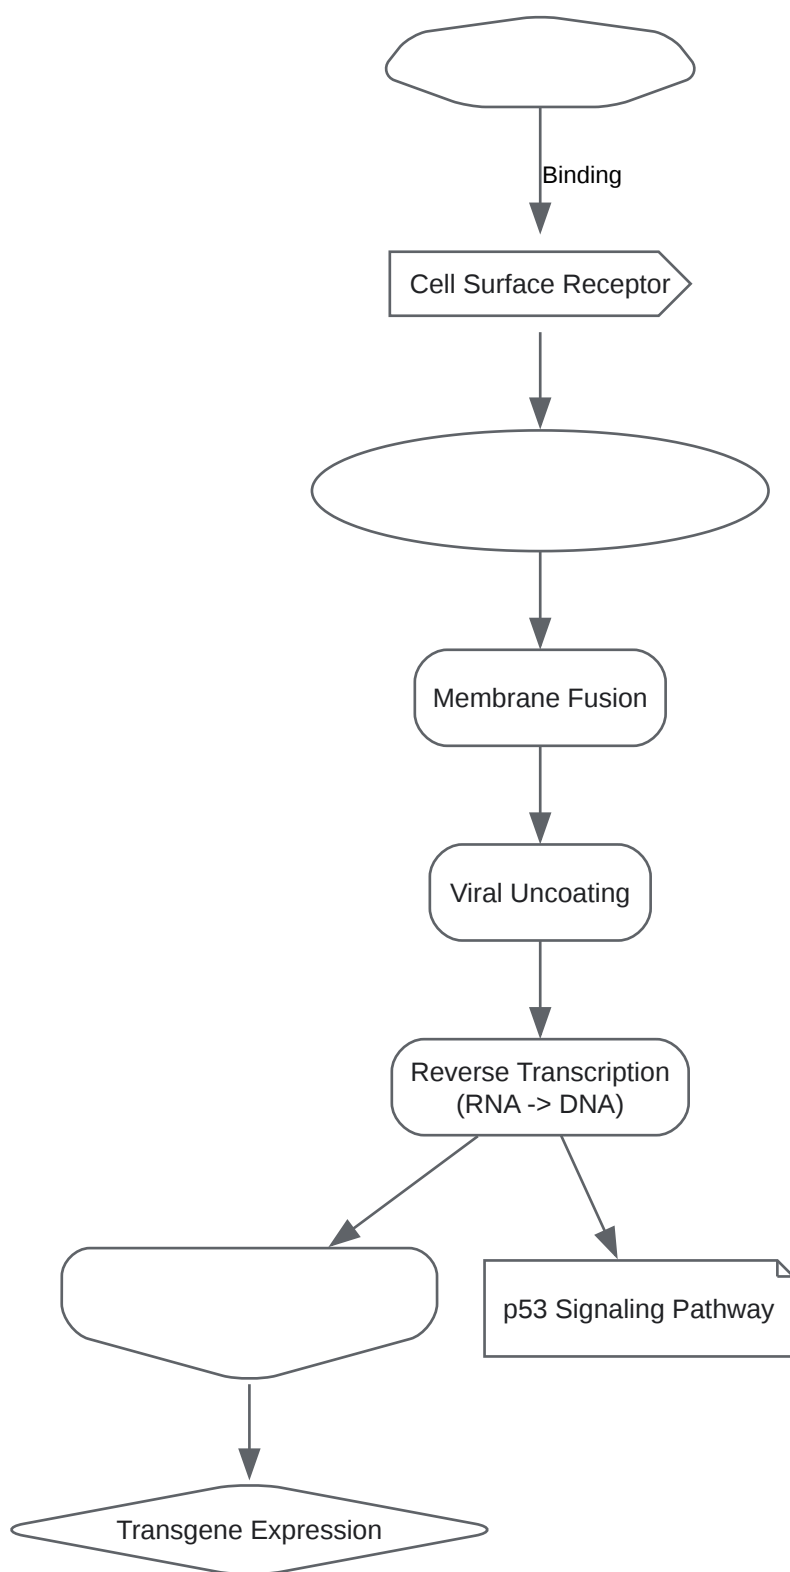 Binding
Cell Surface Receptor
Membrane Fusion
Viral Uncoating
Reverse Transcription
(RNA -> DNA)
p53 Signaling Pathway
Transgene Expression